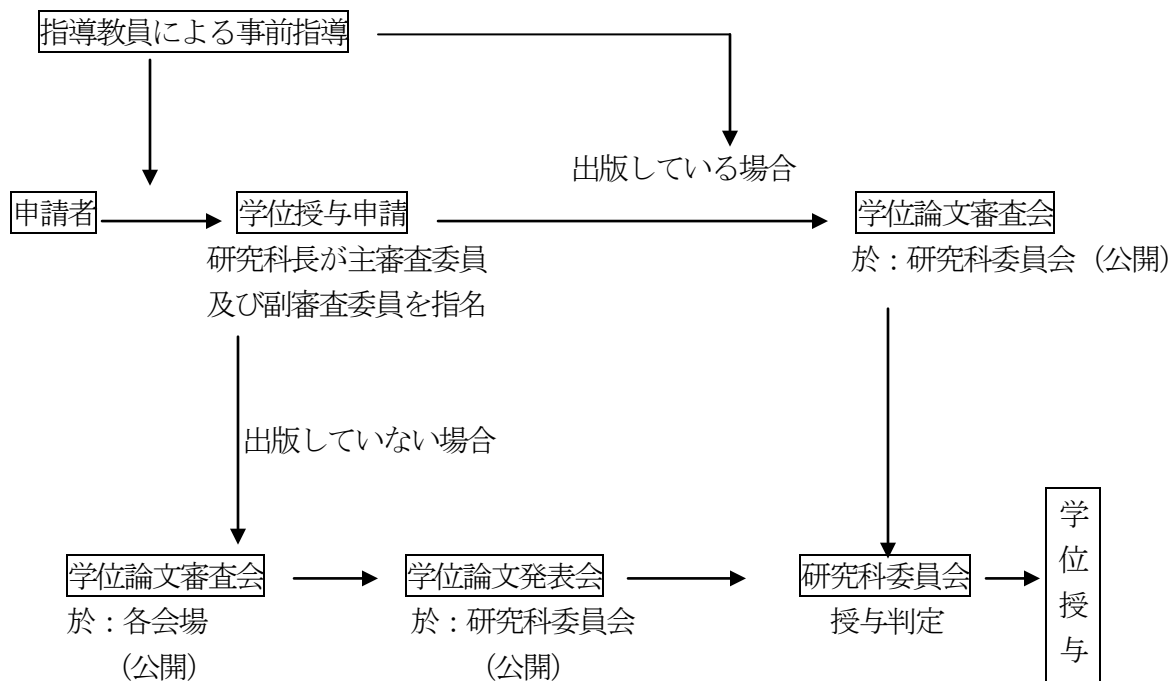 指導教員による事前指導
出版している場合
申請者
学位授与申請
学位論文審査会
研究科長が主審査委員
及び副審査委員を指名
於：研究科委員会（公開）
出版していない場合
学位論文審査会
於：各会場
（公開）
学位論文発表会
於：研究科委員会
（公開）
研究科委員会
授与判定
学位授与